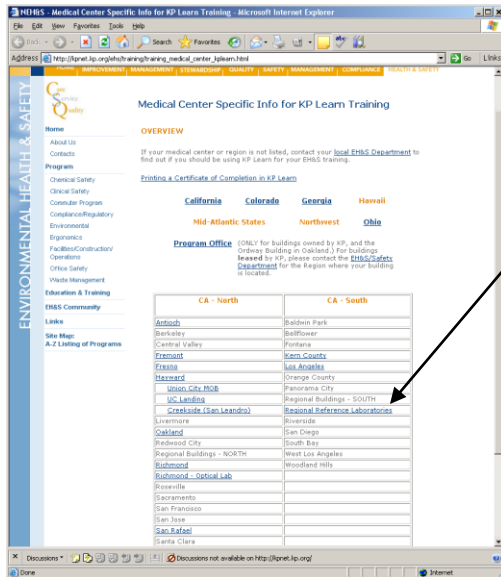 NEH&S - Medical Center Specific Info for KP Learn Training - Microsoft Internet Explorer
File Edit View Favorites Tools Help
Back Search Favorites
Address http://kpnet.kp.org/ehs/training/training_medical_center_kplearn.html Go Links
HOME IMPROVEMENT MANAGEMENT STEWARDSHIP QUALITY SAFETY MANAGEMENT COMPLIANCE HEALTH & SAFETY
ENVIRONMENTAL HEALTH & SAFETY
Care
Service
Quality
Home
About Us
Contacts
Program
Chemical Safety
Clinical Safety
Commuter Program
Compliance/Regulatory
Environmental
Ergonomics
Facilities/Construction/
Operations
Office Safety
Waste Management
Education & Training
EH&S Community
Links
Site Map:
A-Z Listing of Programs
Medical Center Specific Info for KP Learn Training
OVERVIEW
If your medical center or region is not listed, contact your local EH&S Department to
find out if you should be using KP Learn for your EH&S training.
Printing a Certificate of Completion in KP Learn
California Colorado Georgia Hawaii
Mid-Atlantic States Northwest Ohio
Program Office (ONLY for buildings owned by KP, and the
Ordway Building in Oakland.) For buildings
leased by KP, please contact the EH&S/Safety
Department for the Region where your building
is located.
CA - North CA - South
Antioch Baldwin Park
Berkeley Bellflower
Central Valley Fontana
Fremont Kern County
Fresno Los Angeles
Hayward Orange County
Union City MOB Panorama City
UC Landing Regional Buildings - SOUTH
Creekside (San Leandro) Regional Reference Laboratories
Livermore Riverside
Oakland San Diego
Redwood City South Bay
Regional Buildings - NORTH West Los Angeles
Richmond Woodland Hills
Richmond - Optical Lab
Roseville
Sacramento
San Francisco
San Jose
San Rafael
Santa Clara
Discussions Discussions not available on http://kpnet.kp.org/
Done Internet